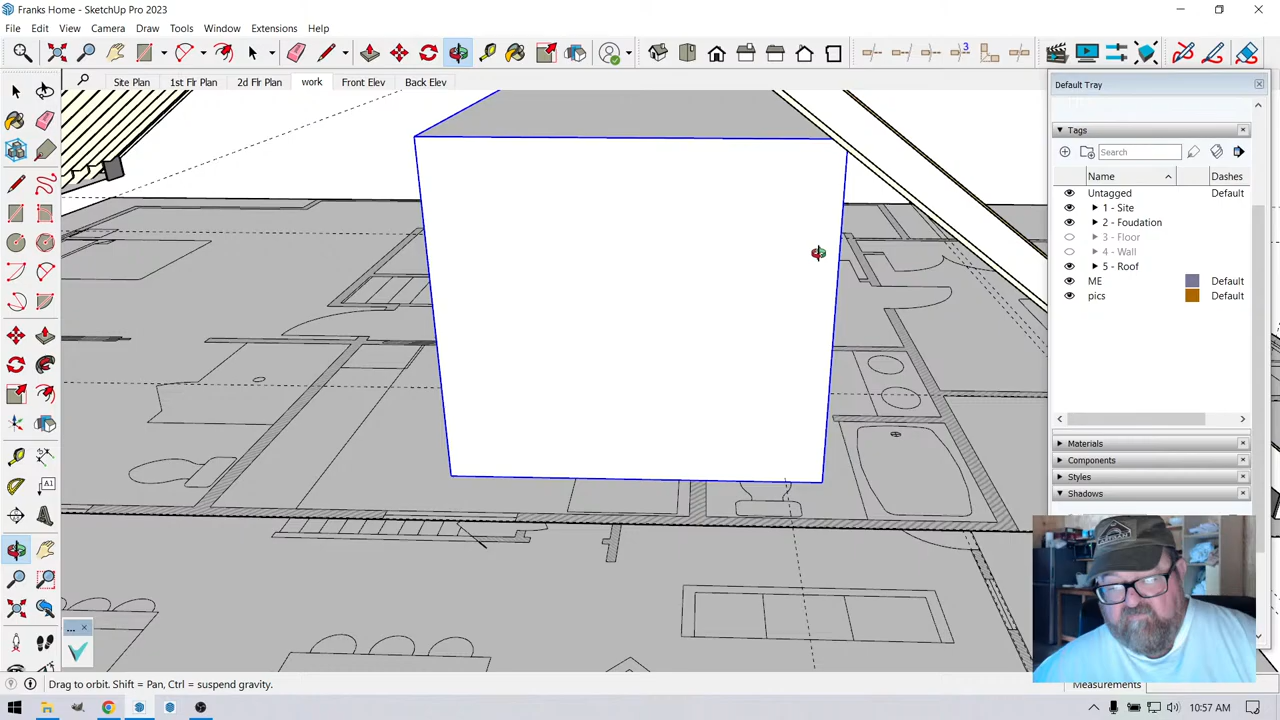 Franks Home - SketchUp Pro 2023
File Edit View Camera Draw Tools Window Extensions Help
3
Site Plan 1st Flr Plan 2d Flr Plan work Front Elev Back Elev
Default Tray
Tags
Search
Name Dashes
Untagged Default
1 - Site
2 - Foudation
3 - Floor
4 - Wall
5 - Roof
ME Default
pics Default
Materials
Components
Styles
Shadows
A1
...
Drag to orbit. Shift = Pan, Ctrl = suspend gravity.
Measurements
10:57 AM